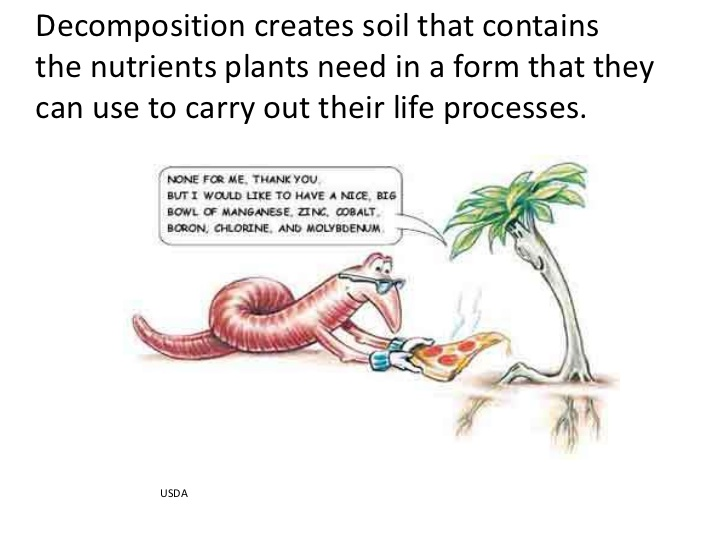 Decomposition creates soil that contains
the nutrients plants need in a form that they
can use to carry out their life processes.
NONE FOR ME, THANK YOU.
BUT I WOULD LIKE TO HAVE A NICE, BIG
BOWL OF MANGANESE, ZINC, COBALT,
BORON, CHLORINE, AND MOLYBDENUM.
USDA